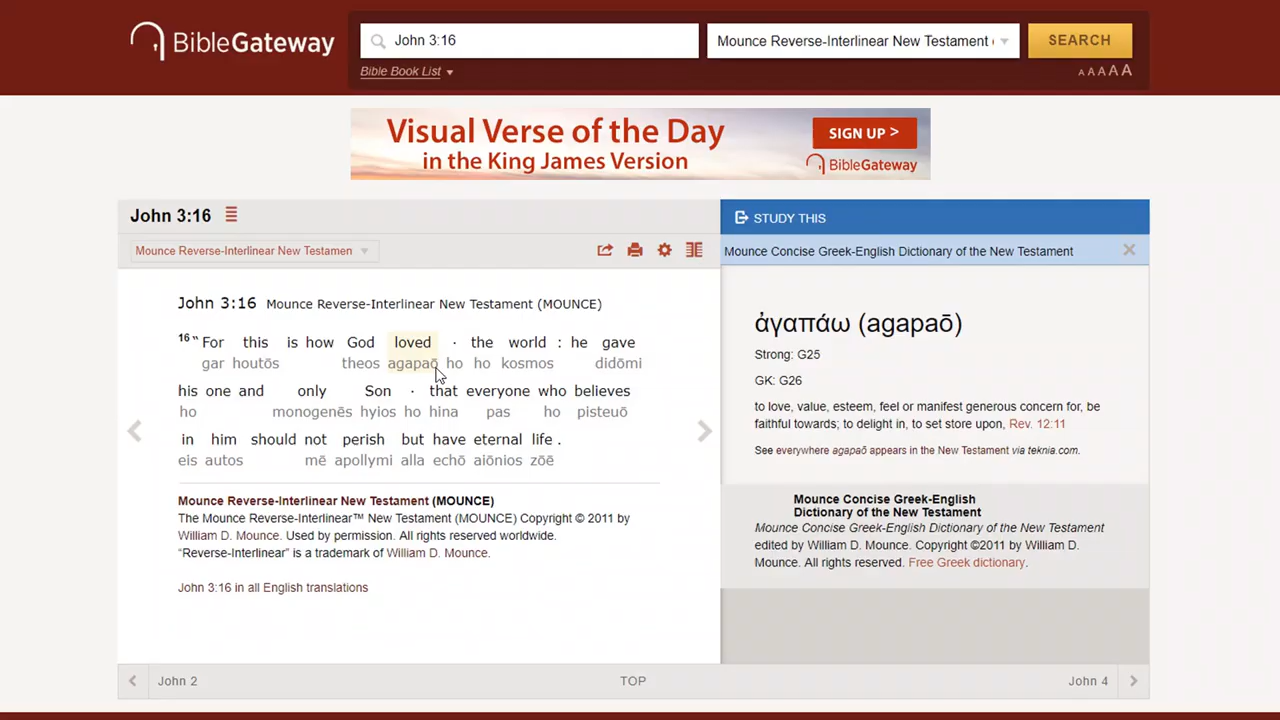 BibleGateway
John 3:16
Mounce Reverse-Interlinear New Testament
SEARCH
Bible Book List
A A A A A
Visual Verse of the Day
in the King James Version
SIGN UP >
BibleGateway
John 3:16
Mounce Reverse-Interlinear New Testamen
John 3:16 Mounce Reverse-Interlinear New Testament (MOUNCE)
16 “ For this is how God loved · the world : he gave
gar houtōs theos agapaō ho ho kosmos didōmi
his one and only Son · that everyone who believes
ho monogenēs hyios ho hina pas ho pisteuō
in him should not perish but have eternal life .
eis autos mē apollymi alla echō aiōnios zōē
Mounce Reverse-Interlinear New Testament (MOUNCE)
The Mounce Reverse-Interlinear™ New Testament (MOUNCE) Copyright © 2011 by
William D. Mounce. Used by permission. All rights reserved worldwide.
“Reverse-Interlinear” is a trademark of William D. Mounce.
John 3:16 in all English translations
STUDY THIS
Mounce Concise Greek-English Dictionary of the New Testament
ἀγαπάω (agapaō)
Strong: G25
GK: G26
to love, value, esteem, feel or manifest generous concern for, be
faithful towards; to delight in, to set store upon, Rev. 12:11
See everywhere agapaō appears in the New Testament via teknia.com.
Mounce Concise Greek-English
Dictionary of the New Testament
Mounce Concise Greek-English Dictionary of the New Testament
edited by William D. Mounce. Copyright ©2011 by William D.
Mounce. All rights reserved. Free Greek dictionary.
John 2
TOP
John 4